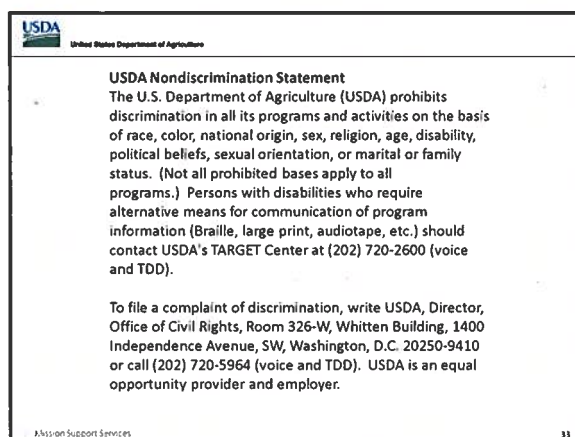 USDA
United States Department of Agriculture
USDA Nondiscrimination Statement
The U.S. Department of Agriculture (USDA) prohibits
discrimination in all its programs and activities on the basis
of race, color, national origin, sex, religion, age, disability,
political beliefs, sexual orientation, or marital or family
status. (Not all prohibited bases apply to all
programs.) Persons with disabilities who require
alternative means for communication of program
information (Braille, large print, audiotape, etc.) should
contact USDA's TARGET Center at (202) 720-2600 (voice
and TDD).
To file a complaint of discrimination, write USDA, Director,
Office of Civil Rights, Room 326-W, Whitten Building, 1400
Independence Avenue, SW, Washington, D.C. 20250-9410
or call (202) 720-5964 (voice and TDD). USDA is an equal
opportunity provider and employer.
Mission Support Services
33